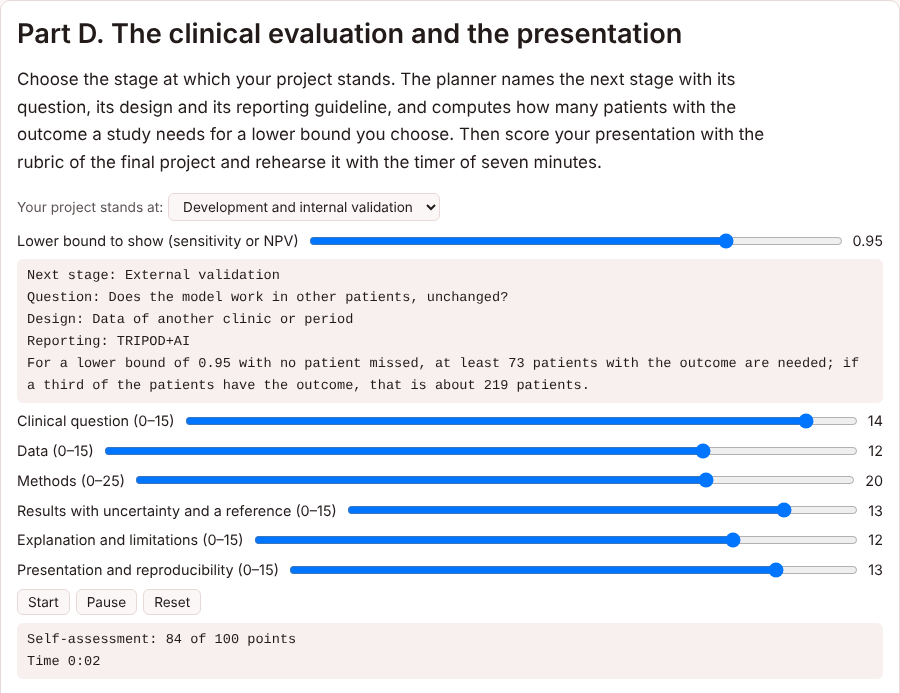 Part D. The clinical evaluation and the presentation
Choose the stage at which your project stands. The planner names the next stage with its
question, its design and its reporting guideline, and computes how many patients with the
outcome a study needs for a lower bound you choose. Then score your presentation with the
rubric of the final project and rehearse it with the timer of seven minutes.
Your project stands at: Development and internal validation
Lower bound to show (sensitivity or NPV) 0.95
Next stage: External validation
Question: Does the model work in other patients, unchanged?
Design: Data of another clinic or period
Reporting: TRIPOD+AI
For a lower bound of 0.95 with no patient missed, at least 73 patients with the outcome are needed; if
a third of the patients have the outcome, that is about 219 patients.
Clinical question (0–15) 14
Data (0–15) 12
Methods (0–25) 20
Results with uncertainty and a reference (0–15) 13
Explanation and limitations (0–15) 12
Presentation and reproducibility (0–15) 13
Start Pause Reset
Self-assessment: 84 of 100 points
Time 0:02